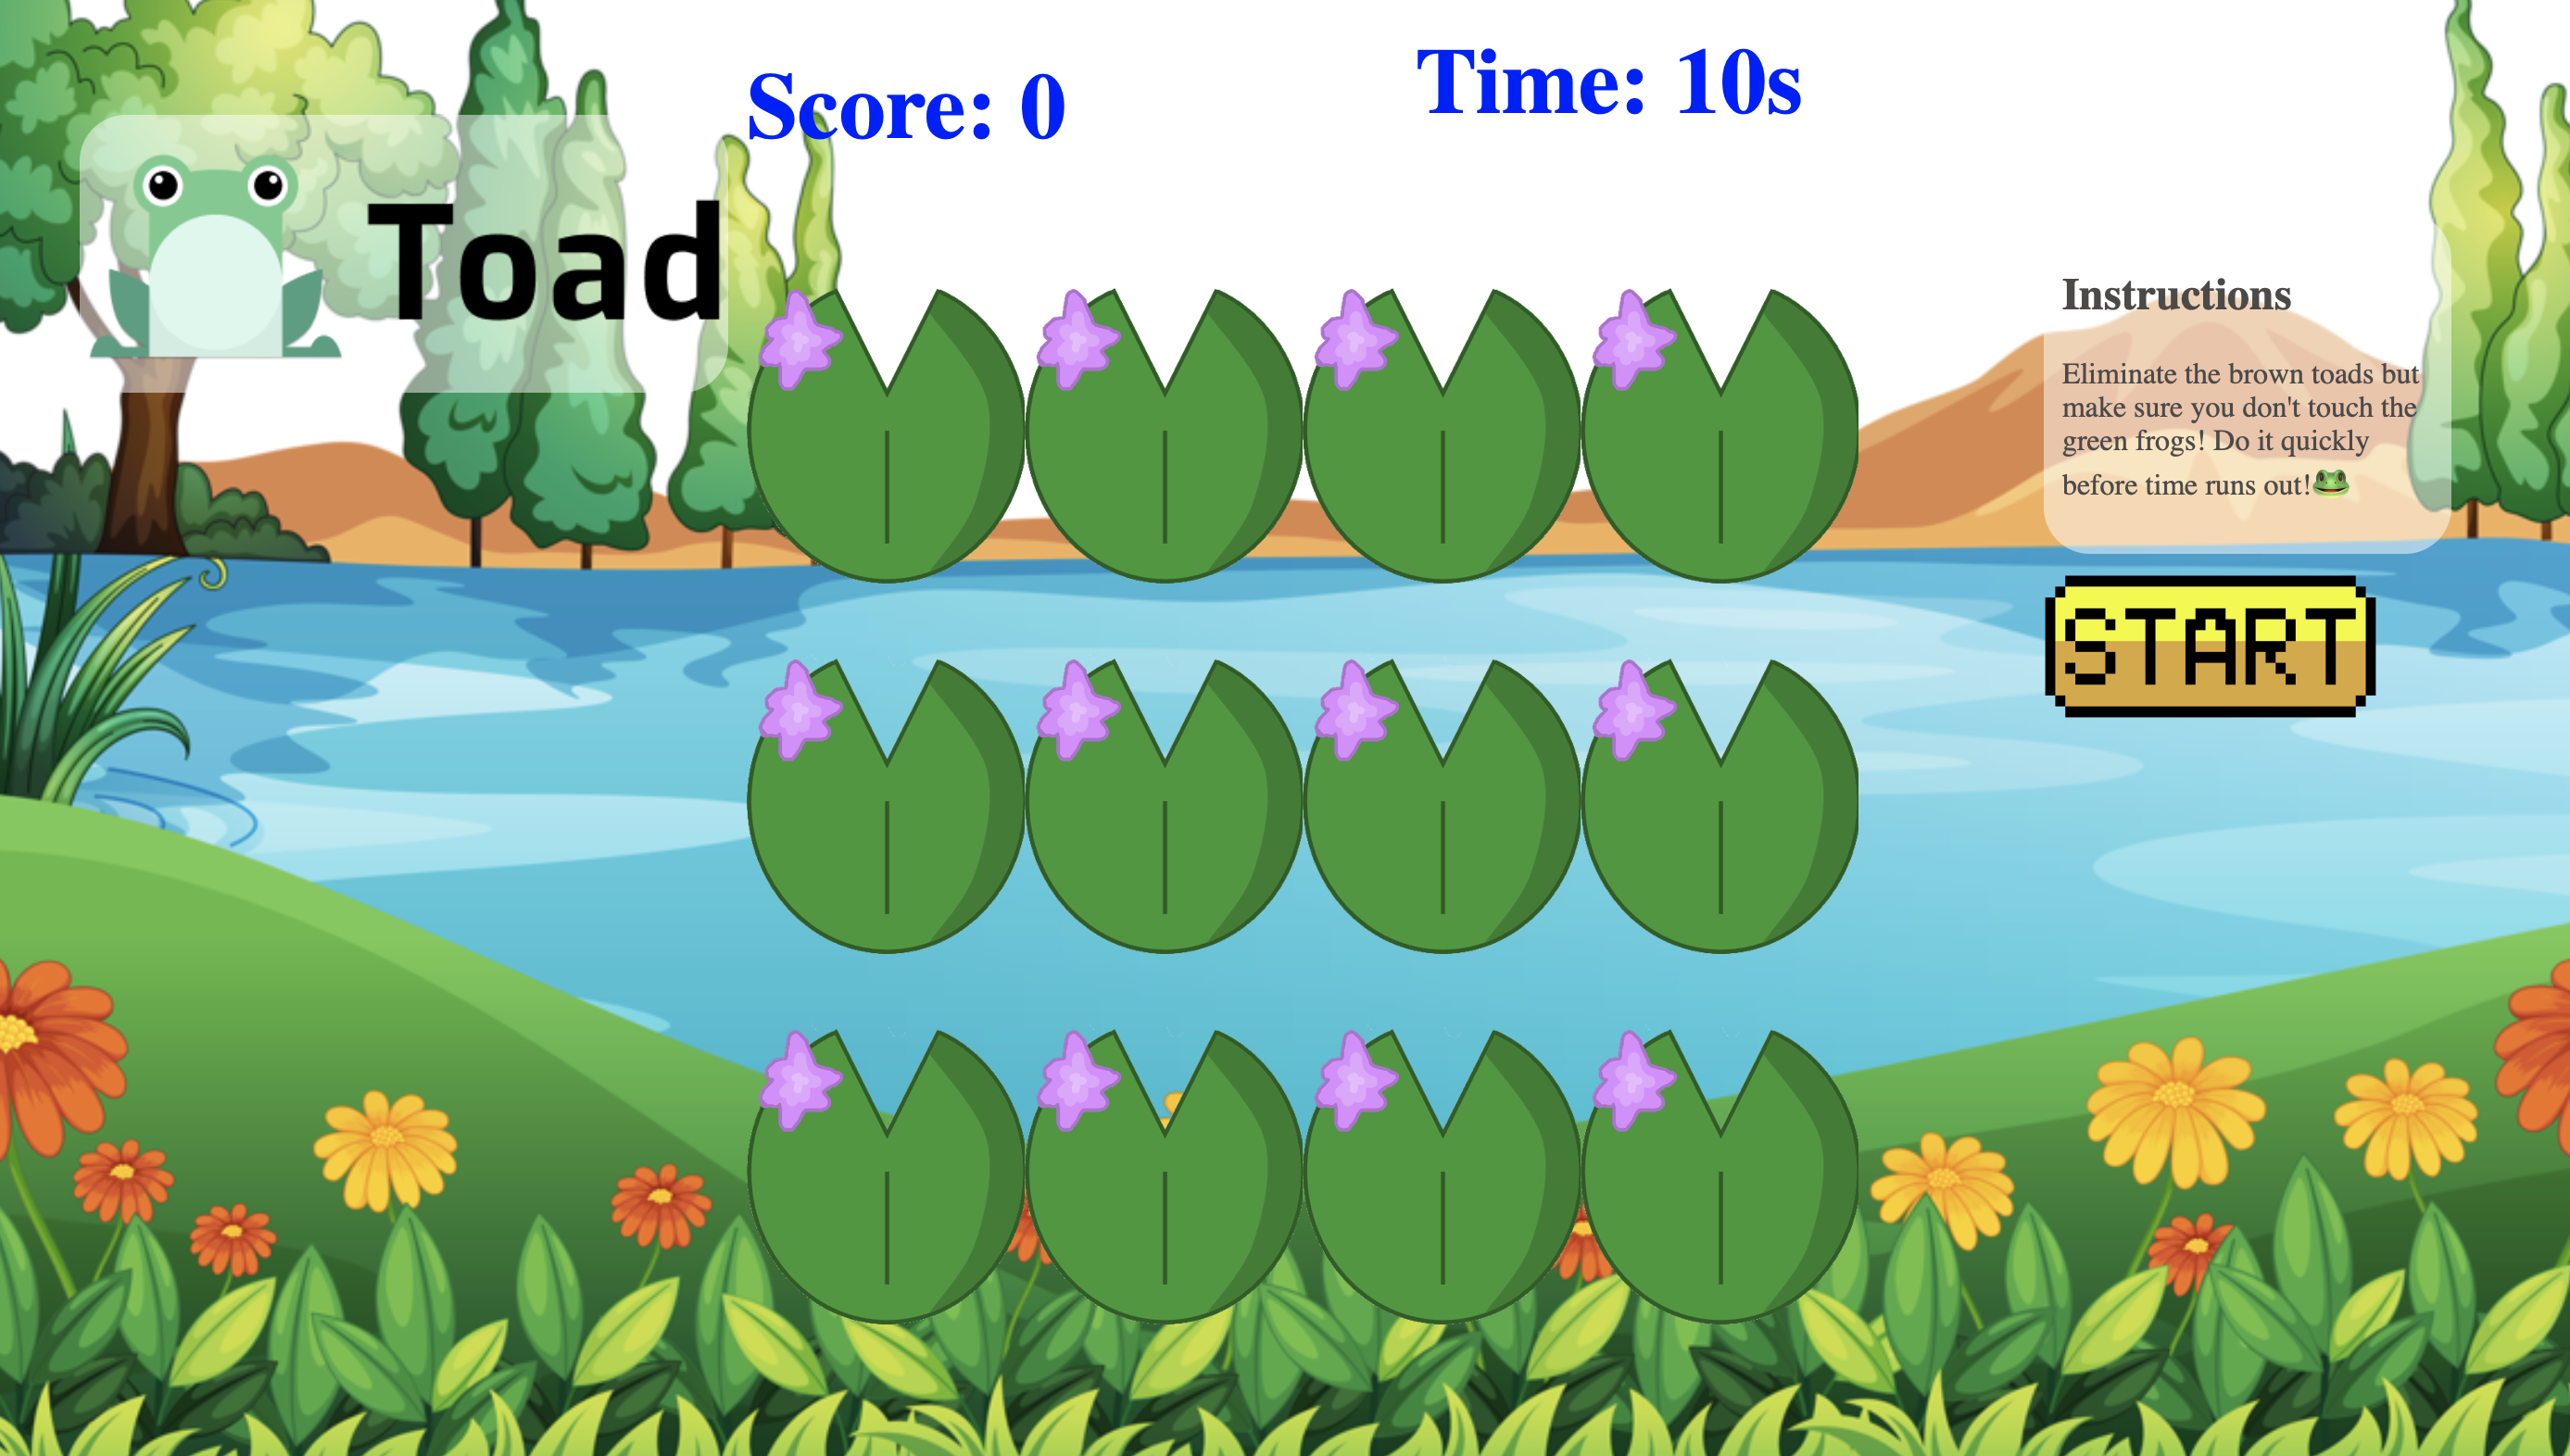 Score: 0
Time: 10s
Toad
Instructions
Eliminate the brown toads but
make sure you don't touch the
green frogs! Do it quickly
before time runs out!🐸
START